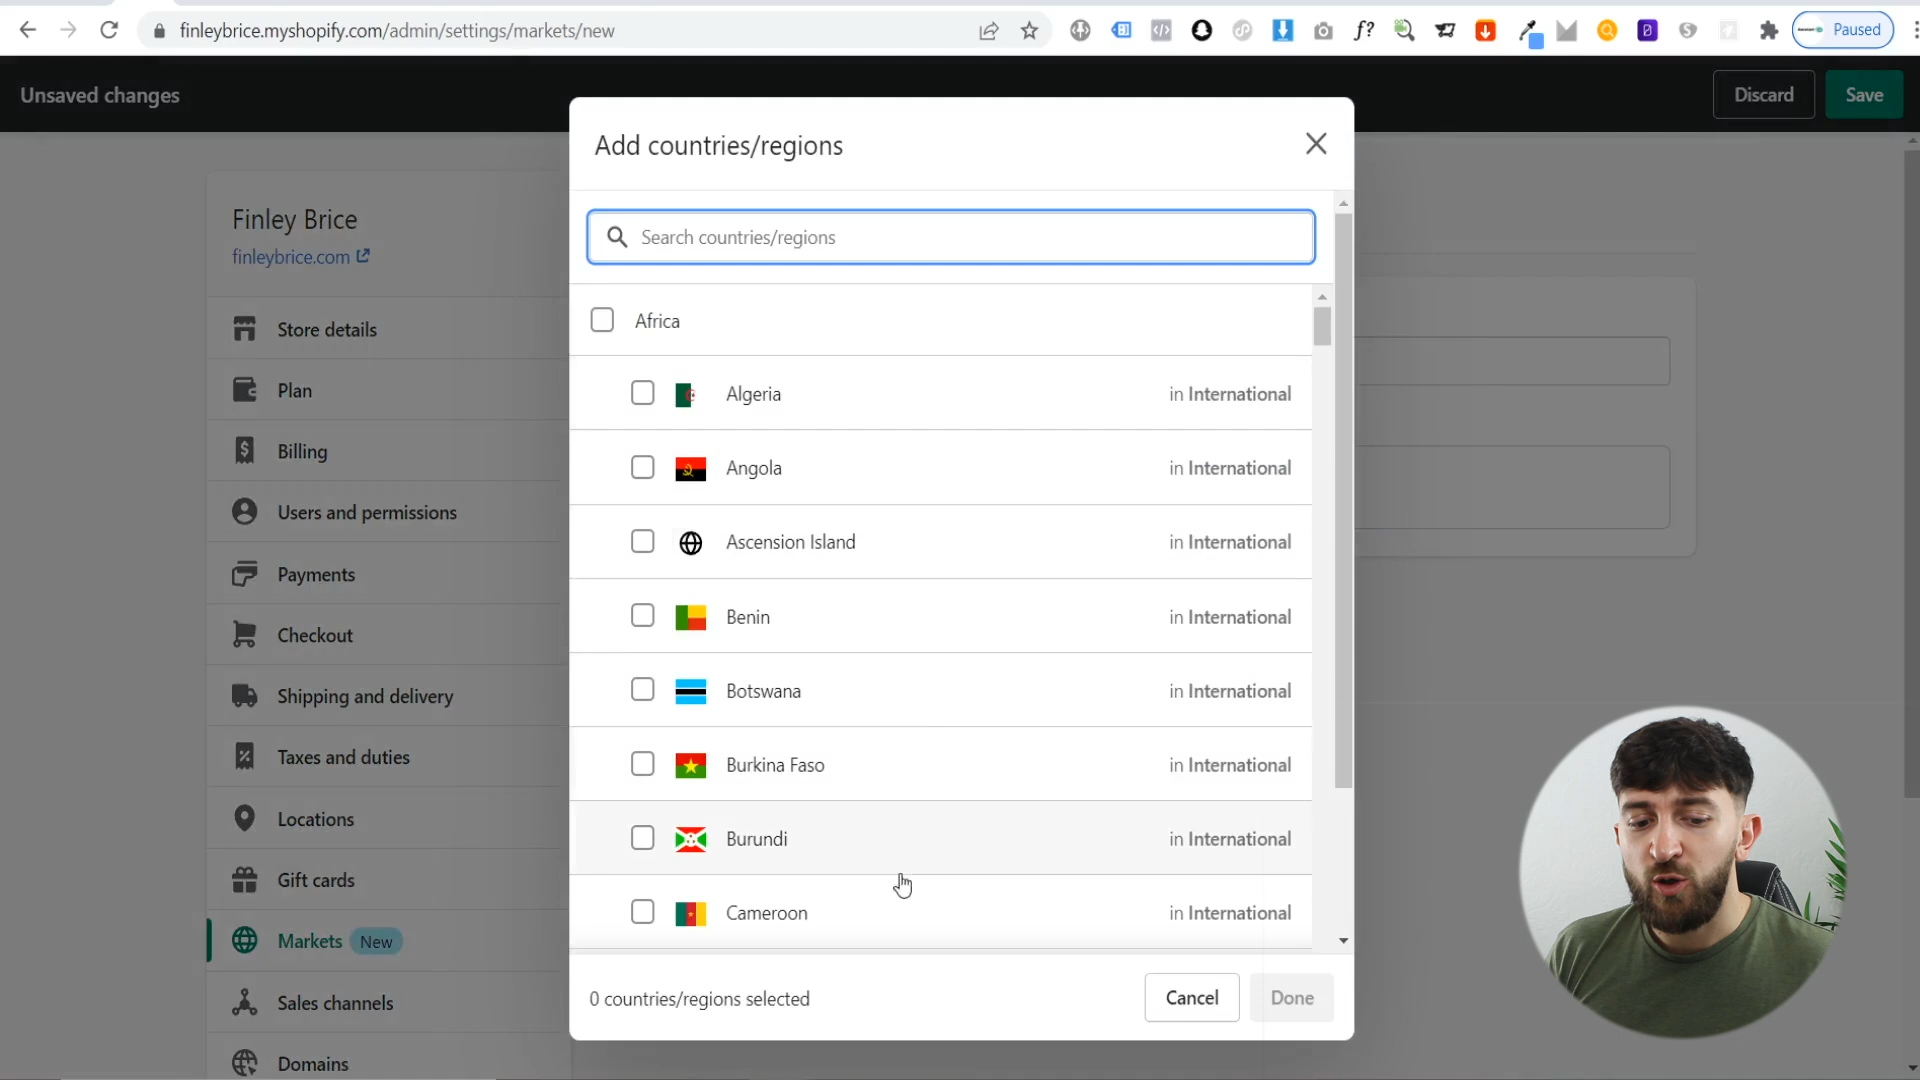 finleybrice.myshopify.com/admin/settings/markets/new
Paused
Unsaved changes
Discard
Save
Add countries/regions
Finley Brice
finleybrice.com
Search countries/regions
Africa
Store details
Algeria in International
Plan
Billing
Angola in International
Users and permissions
Ascension Island in International
Payments
Benin in International
Checkout
Shipping and delivery
Botswana in International
Taxes and duties
Burkina Faso in International
Locations
Burundi in International
Gift cards
Cameroon in International
Markets New
Sales channels
0 countries/regions selected
Cancel
Done
Domains